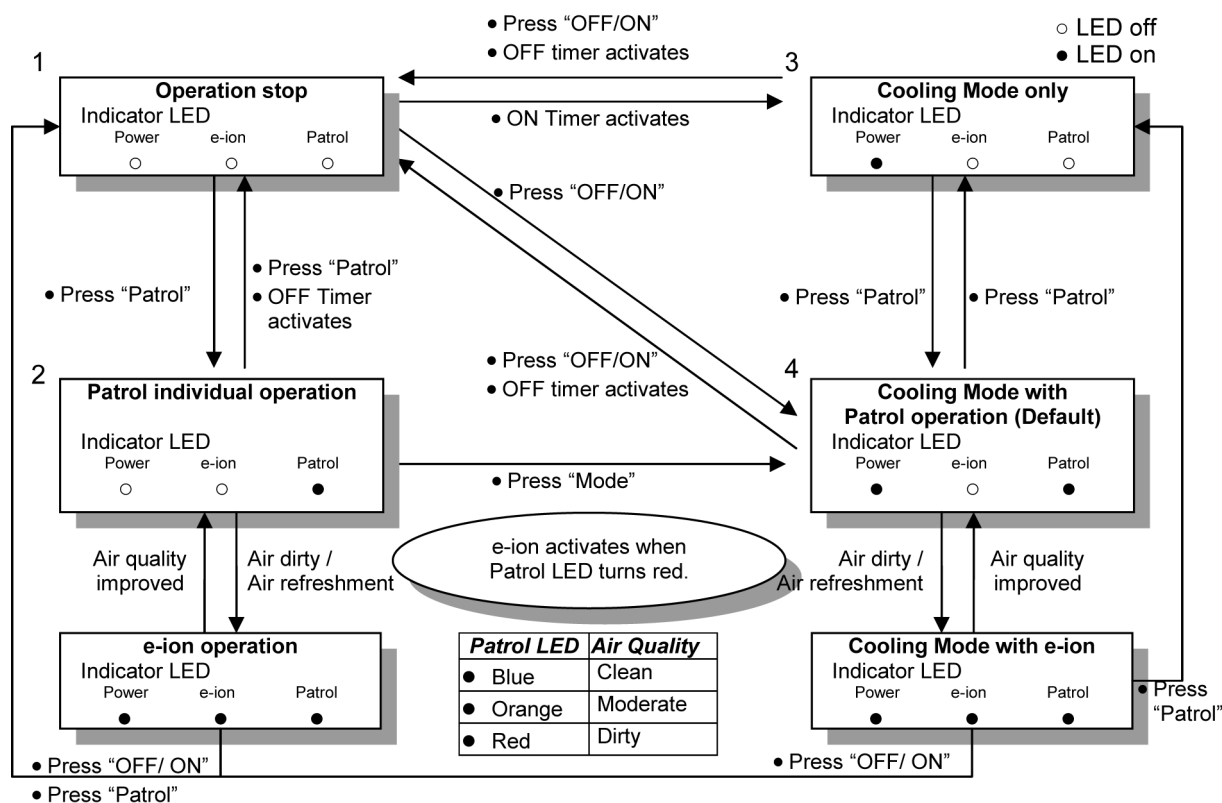 ● Press “OFF/ON”
● OFF timer activates
○ LED off
● LED on
1
Operation stop
Indicator LED
Power e-ion Patrol
○ ○ ○
● ON Timer activates
3
Cooling Mode only
Indicator LED
Power e-ion Patrol
● ○ ○
● Press “OFF/ON”
● Press “Patrol”
● Press “Patrol”
● OFF Timer
activates
● Press “Patrol”
● Press “Patrol”
● Press “OFF/ON”
● OFF timer activates
2
Patrol individual operation
Indicator LED
Power e-ion Patrol
○ ○ ●
● Press “Mode”
4
Cooling Mode with
Patrol operation (Default)
Indicator LED
Power e-ion Patrol
● ○ ●
Air quality
improved
Air dirty /
Air refreshment
e-ion activates when
Patrol LED turns red.
Air dirty /
Air refreshment
Air quality
improved
e-ion operation
Indicator LED
Power e-ion Patrol
● ● ●
Patrol LED Air Quality
● Blue Clean
● Orange Moderate
● Red Dirty
Cooling Mode with e-ion
Indicator LED
Power e-ion Patrol
● ● ●
● Press
“Patrol”
● Press “OFF/ ON”
● Press “Patrol”
● Press “OFF/ ON”